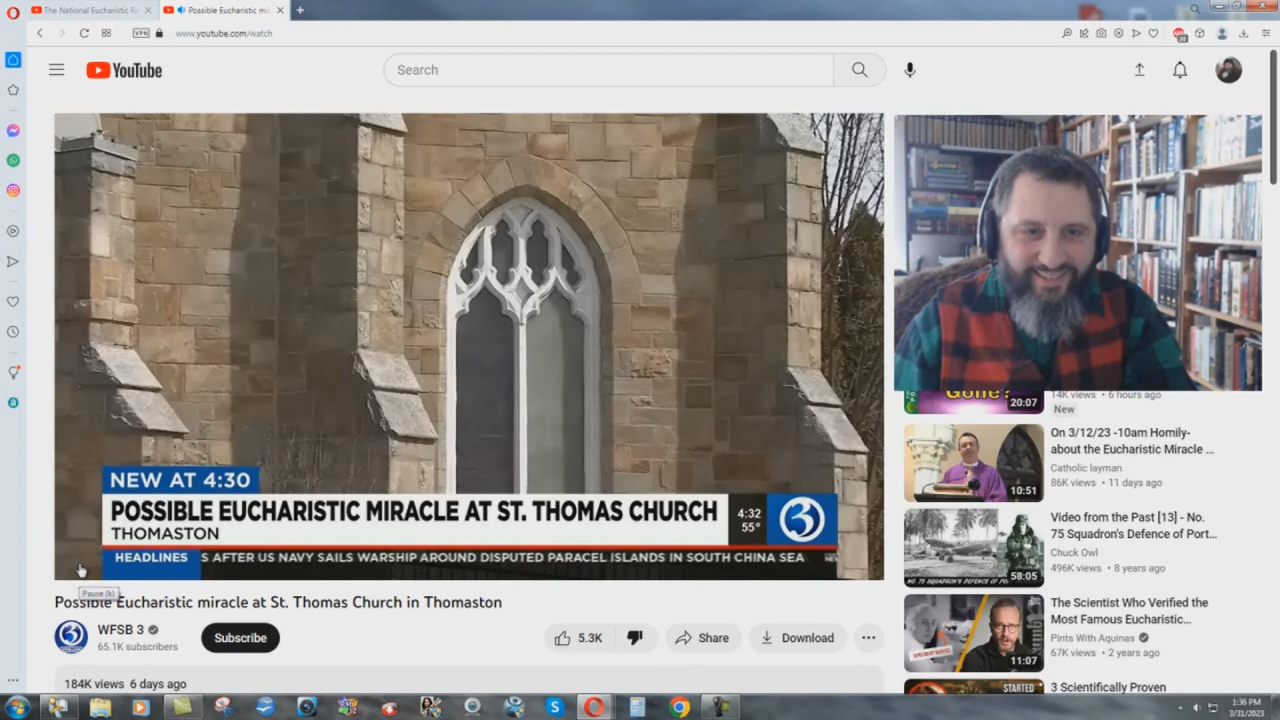 The National Eucharistic Re
Possible Eucharistic mi
VPN
www.youtube.com/watch
YouTube
Search
NEW AT 4:30
POSSIBLE EUCHARISTIC MIRACLE AT ST. THOMAS CHURCH
THOMASTON
4:32
55°
3
HEADLINES
S AFTER US NAVY SAILS WARSHIP AROUND DISPUTED PARACEL ISLANDS IN SOUTH CHINA SEA
Pause (k)
Possible Eucharistic miracle at St. Thomas Church in Thomaston
WFSB 3
65.1K subscribers
Subscribe
5.3K
Share
Download
184K views 6 days ago
Gone?
20:07
14K views • 6 hours ago
New
On 3/12/23 -10am Homily-
about the Eucharistic Miracle ...
Catholic layman
86K views • 11 days ago
10:51
Video from the Past [13] - No.
75 Squadron's Defence of Port...
Chuck Owl
496K views • 8 years ago
58:05
The Scientist Who Verified the
Most Famous Eucharistic...
Pints With Aquinas
67K views • 2 years ago
11:07
STARTED
3 Scientifically Proven
1:36 PM
3/31/2023